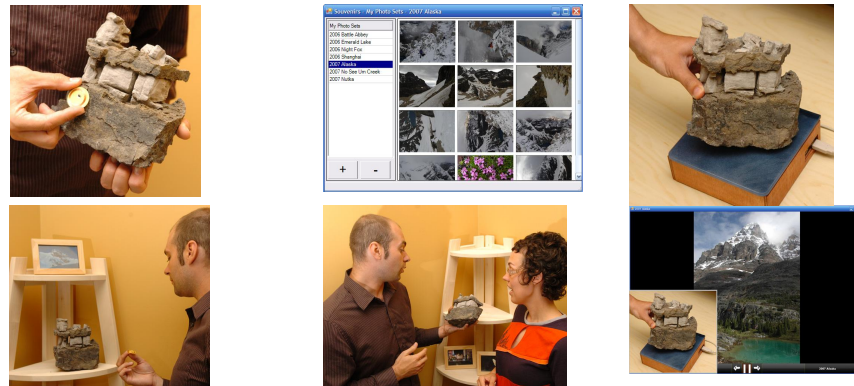 Souvenirs : My Photo Sets - 2007 Alaska
My Photo Sets
2006 Battle Abbey
2006 Emerald Lake
2006 Night Fox
2006 Shanghai
2007 Alaska
2007 No See Um Creek
2007 Nutka
+ -
2007 Alaska